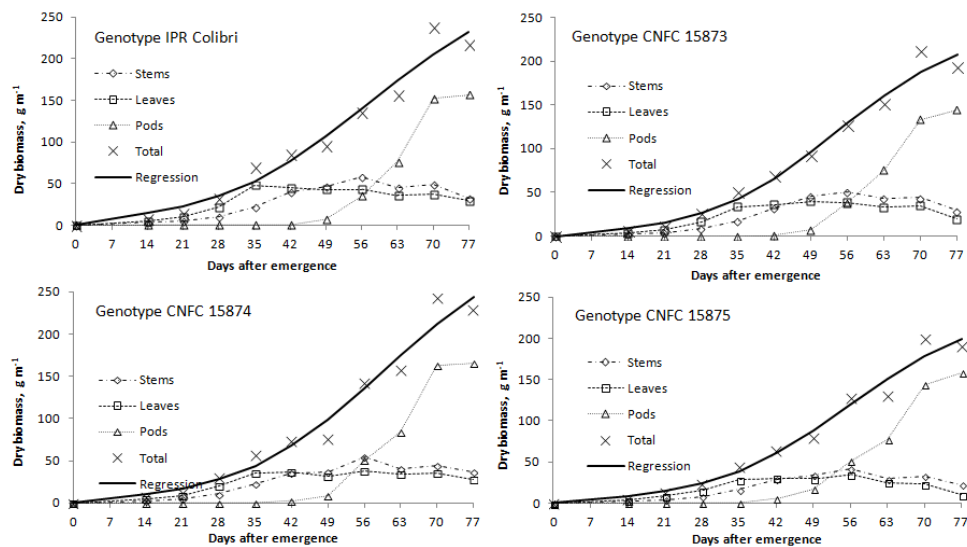 Genotype IPR Colibri
Dry biomass, g m⁻¹
250
200
150
100
50
0
Stems
Leaves
Pods
Total
Regression
0 7 14 21 28 35 42 49 56 63 70 77
Days after emergence
Genotype CNFC 15873
Dry biomass, g m⁻¹
250
200
150
100
50
0
Stems
Leaves
Pods
Total
Regression
0 7 14 21 28 35 42 49 56 63 70 77
Days after emergence
Genotype CNFC 15874
Dry biomass, g m⁻¹
250
200
150
100
50
0
Stems
Leaves
Pods
Total
Regression
0 7 14 21 28 35 42 49 56 63 70 77
Days after emergence
Genotype CNFC 15875
Dry biomass, g m⁻¹
250
200
150
100
50
0
Stems
Leaves
Pods
Total
Regression
0 7 14 21 28 35 42 49 56 63 70 77
Days after emergence